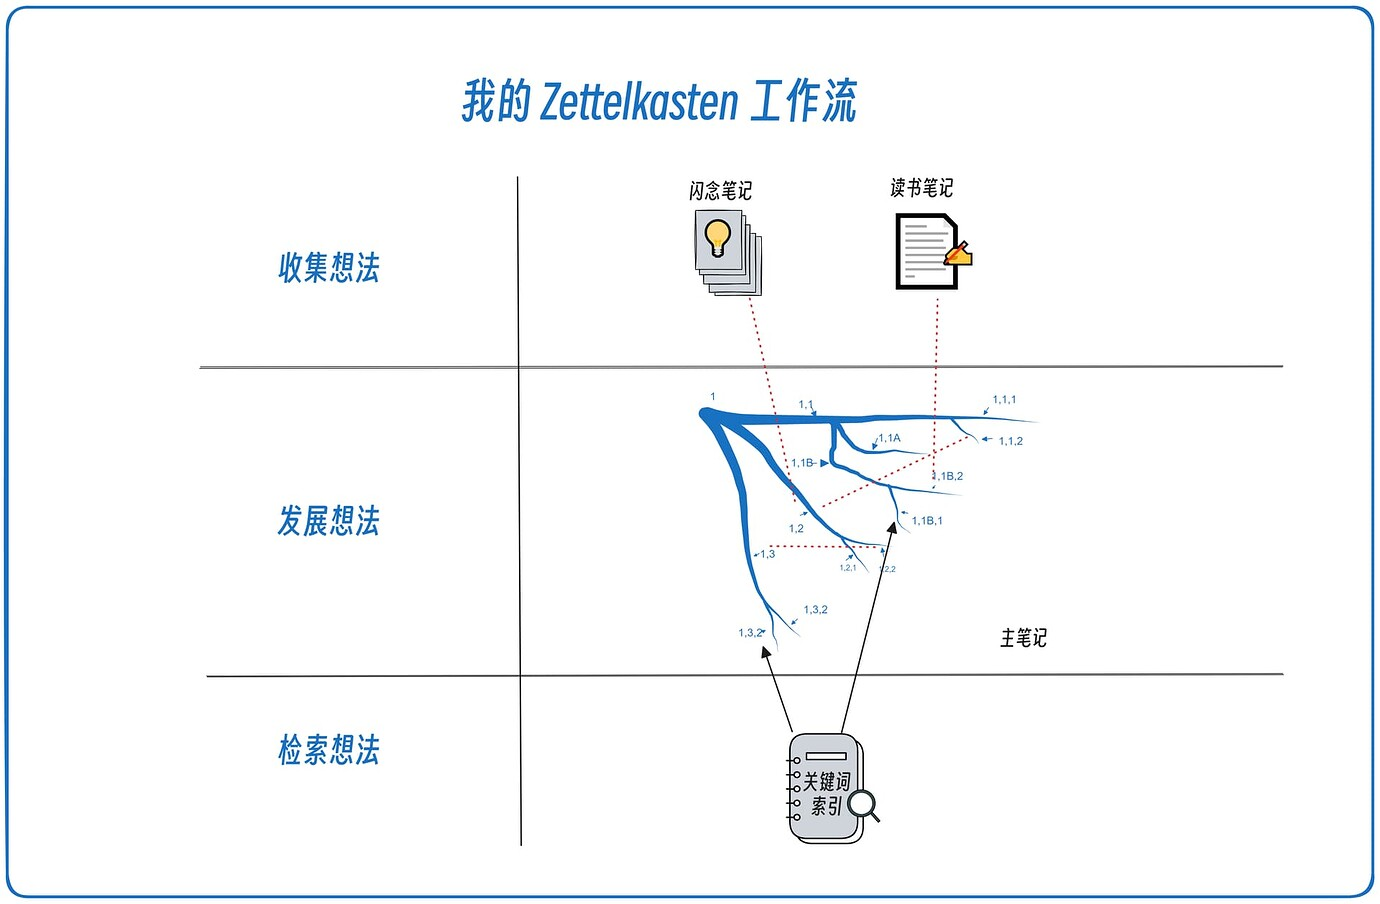 我的 Zettelkasten 工作流
闪念笔记
读书笔记
收集想法
1
1,1
1,1,1
1,1A
1,1,2
1,1B
1,1B,2
发展想法
1,2
1,1B,1
1,3
1,2,1
1,2,2
1,3,2
1,3,2
主笔记
检索想法
关键词
索引